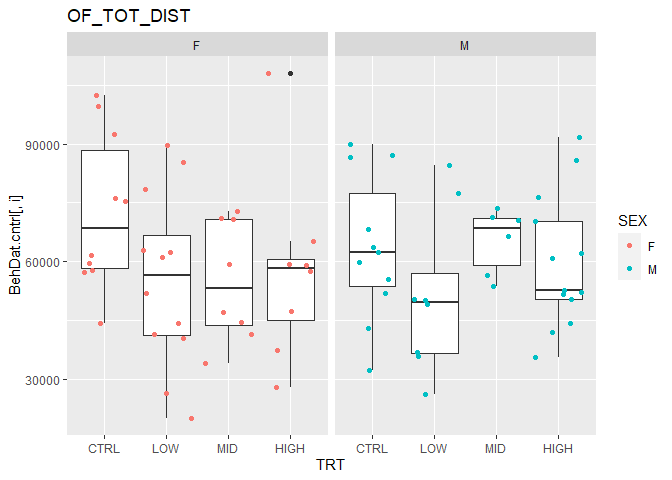 OF_TOT_DIST
F
M
BehDat.cntrl[, i]
90000
60000
30000
CTRL
LOW
MID
HIGH
CTRL
LOW
MID
HIGH
TRT
SEX
F
M